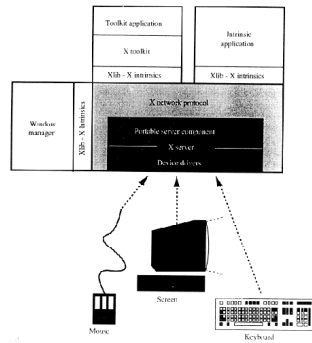 Toolkit application
X toolkit
Xlib - X intrinsics
Intrinsic
application
Xlib - X intrinsics
Window
manager
Xlib - X Intrinsics
X network protocol
Portable server component
X server
Device drivers
Mouse
Screen
Keyboard